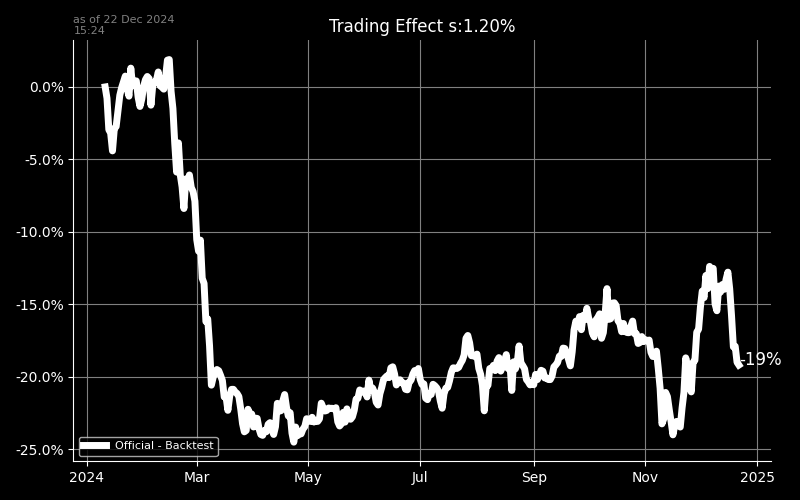 as of 22 Dec 2024
15:24
Trading Effect s:1.20%
0.0%
-5.0%
-10.0%
-15.0%
-19%
-20.0%
-25.0%
Official - Backtest
2024 Mar May Jul Sep Nov 2025